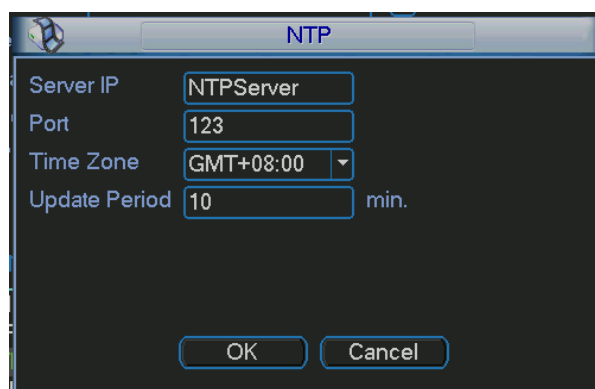 NTP
Server IP NTPServer
Port 123
Time Zone GMT+08:00
Update Period 10 min.
OK Cancel